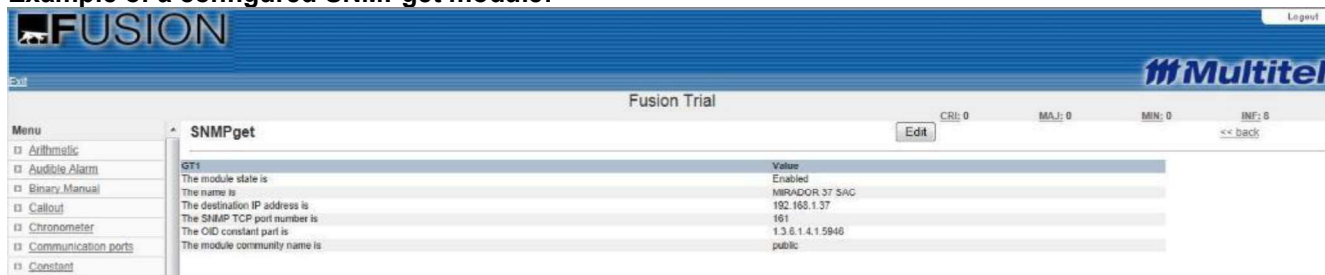 Example of a configured SNMPget module:
FUSION
Logout
Multitel
Exit
Fusion Trial
CRI: 0 MAJ: 0 MIN: 0 INF: 8
Menu
SNMPget
Edit
<< back
Arithmetic
Audible Alarm
Binary Manual
Callout
Chronometer
Communication ports
Constant
GT1 Value
The module state is Enabled
The name is MIRADOR 37 SAC
The destination IP address is 192.168.1.37
The SNMP TCP port number is 161
The OID constant part is 1.3.6.1.4.1.5946
The module community name is public